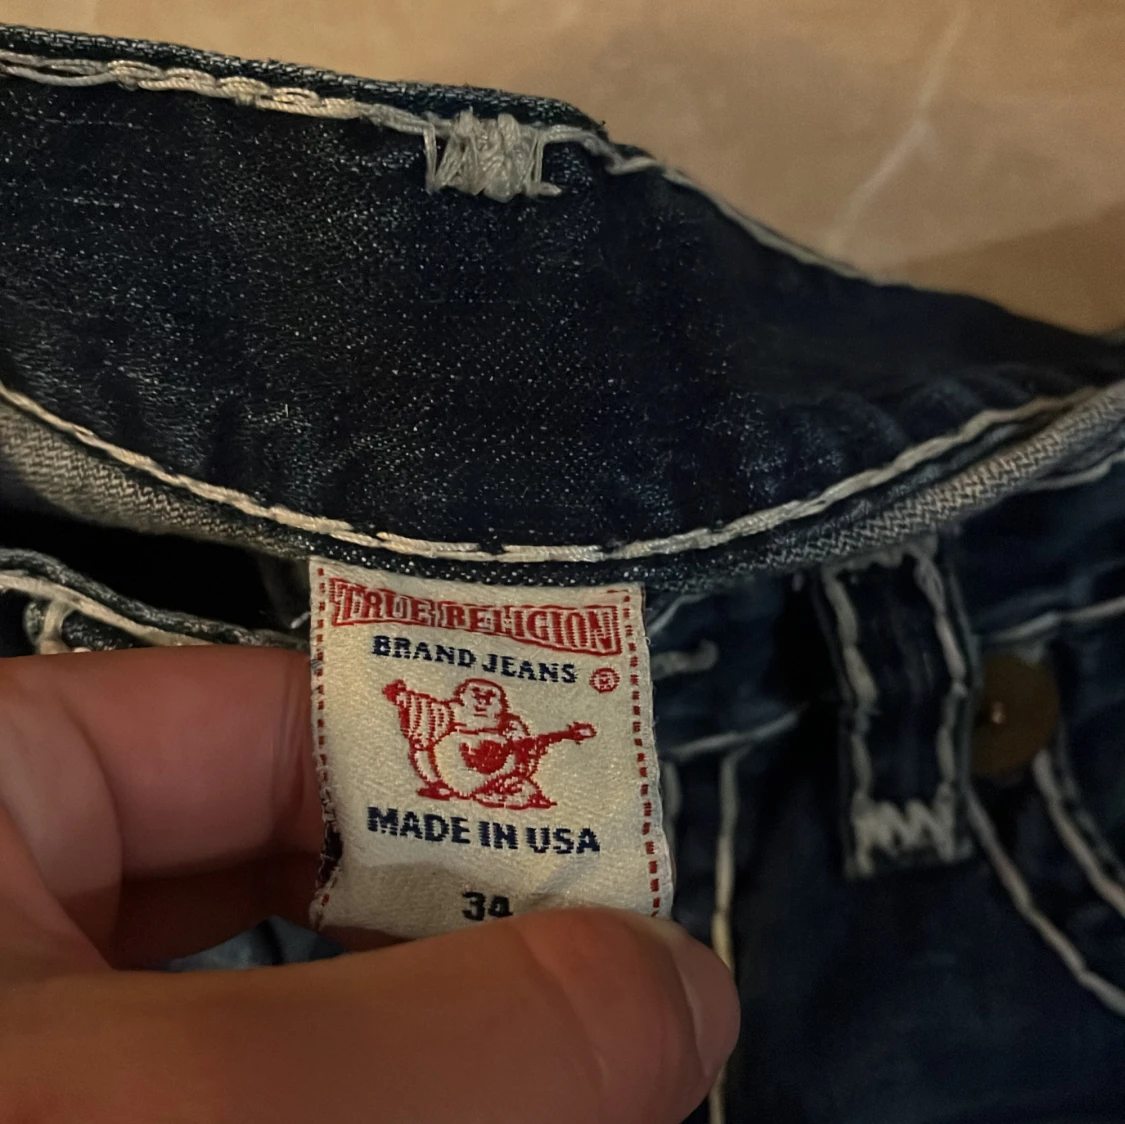 TRUE RELIGION
BRAND JEANS
®
MADE IN USA
34